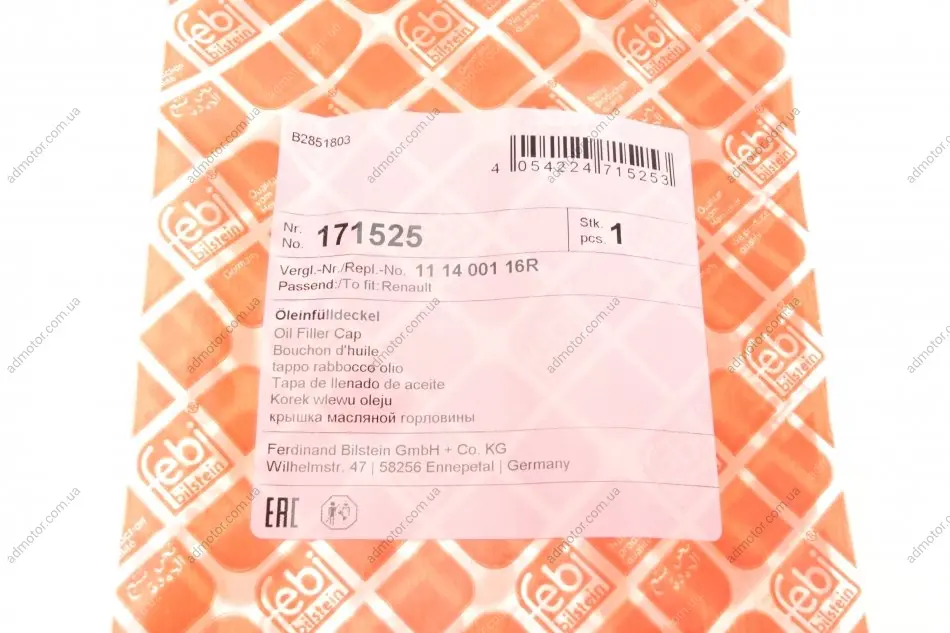 febi
bilstein
B2851803
4 054224 715253
Nr.
No. 171525
Stk.
pcs. 1
Vergl.-Nr./Repl.-No. 11 14 001 16R
Passend:/To fit: Renault
Öleinfülldeckel
Oil Filler Cap
Bouchon d'huile
tappo rabbocco olio
Tapa de llenado de aceite
Korek wlewu oleju
крышка масляной горловины
Ferdinand Bilstein GmbH + Co. KG
Wilhelmstr. 47 | 58256 Ennepetal | Germany
EAC
admotor.com.ua